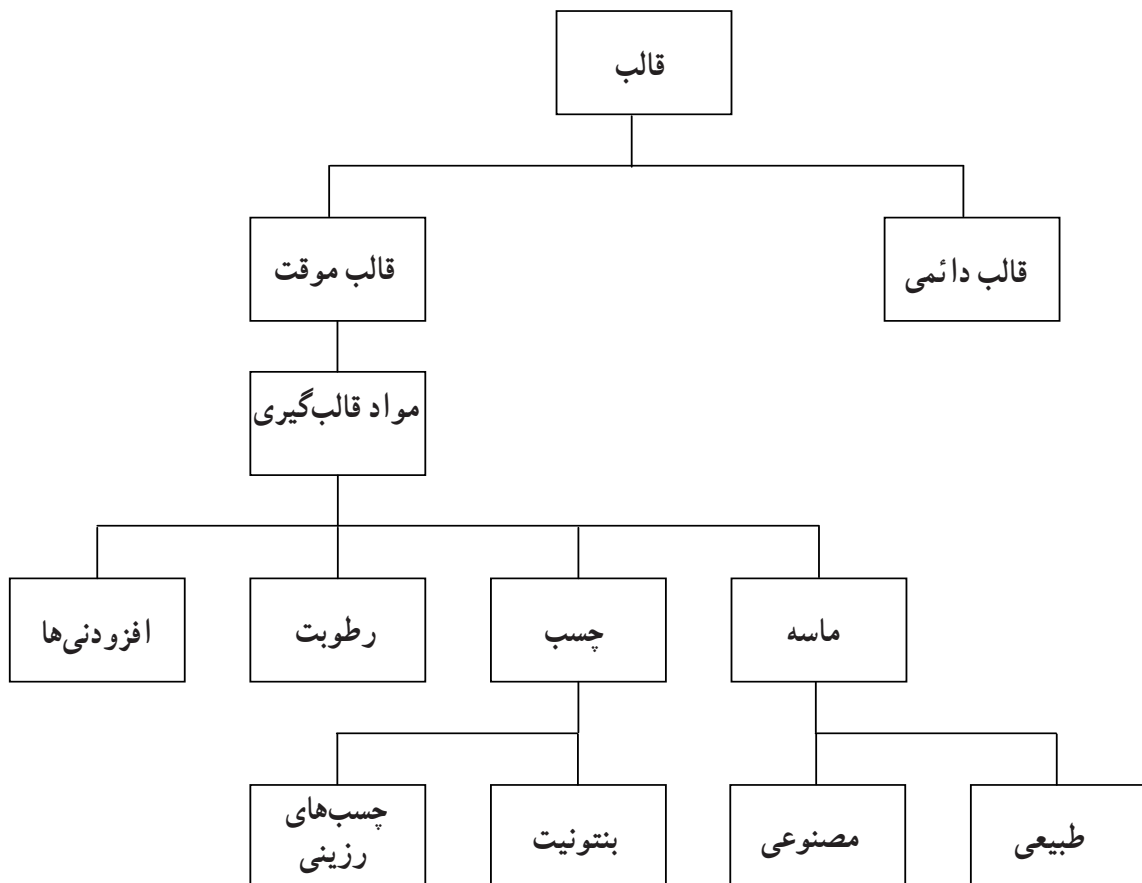 قالب
قالب دائمی
قالب موقت
مواد قالب‌گیری
ماسه
چسب
رطوبت
افزودنی‌ها
طبیعی
مصنوعی
بنتونیت
چسب‌های
رزینی